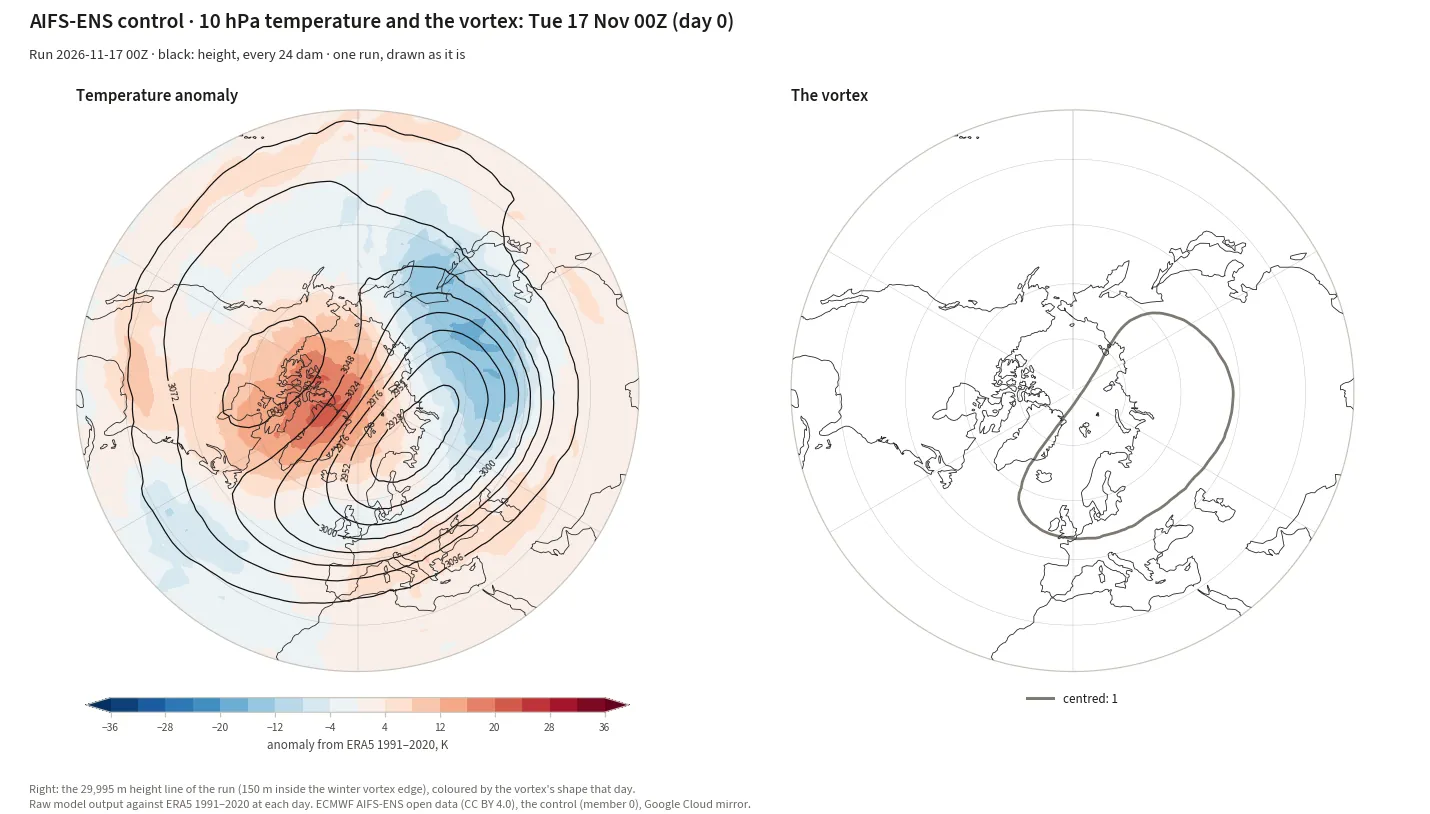 AIFS-ENS control · 10 hPa temperature and the vortex: Tue 17 Nov 00Z (day 0)
Run 2026-11-17 00Z · black: height, every 24 dam · one run, drawn as it is
Temperature anomaly
The vortex
3072
3048
3024
2976
2928
2976
2952
3000
3000
3096
centred: 1
−36 −28 −20 −12 −4 4 12 20 28 36
anomaly from ERA5 1991–2020, K
Right: the 29,995 m height line of the run (150 m inside the winter vortex edge), coloured by the vortex's shape that day.
Raw model output against ERA5 1991–2020 at each day. ECMWF AIFS-ENS open data (CC BY 4.0), the control (member 0), Google Cloud mirror.